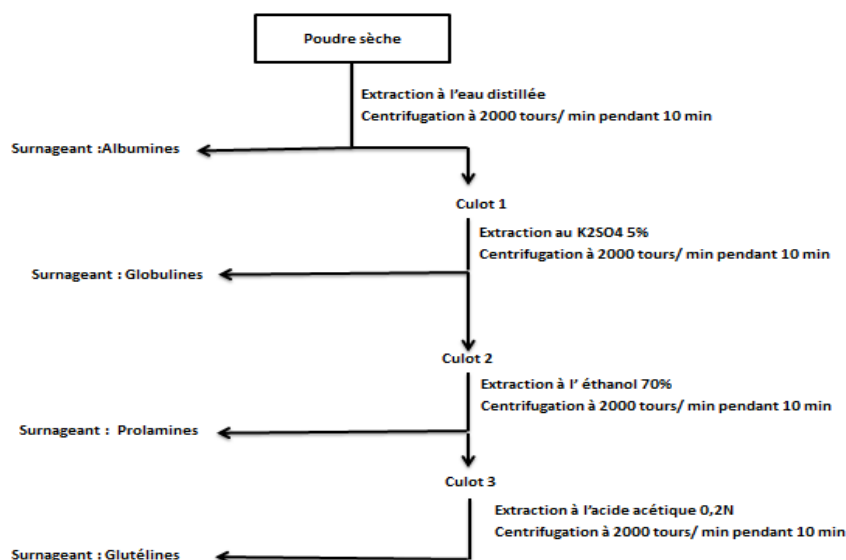 Poudre sèche
Extraction à l'eau distillée
Centrifugation à 2000 tours/ min pendant 10 min
Surnageant :Albumines
Culot 1
Extraction au K2SO4 5%
Centrifugation à 2000 tours/ min pendant 10 min
Surnageant : Globulines
Culot 2
Extraction à l' éthanol 70%
Centrifugation à 2000 tours/ min pendant 10 min
Surnageant : Prolamines
Culot 3
Extraction à l'acide acétique 0,2N
Centrifugation à 2000 tours/ min pendant 10 min
Surnageant : Glutélines